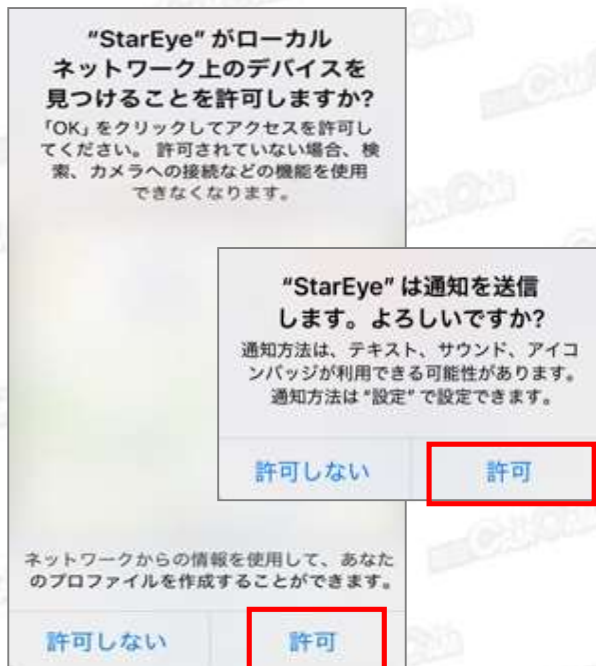 “StarEye” がローカル
ネットワーク上のデバイスを
見つけることを許可しますか?
「OK」をクリックしてアクセスを許可し
てください。 許可されていない場合、検
索、カメラへの接続などの機能を使用
できなくなります。
“StarEye” は通知を送信
します。よろしいですか?
通知方法は、テキスト、サウンド、アイコ
ンバッジが利用できる可能性があります。
通知方法は “設定” で設定できます。
許可しない 許可
ネットワークからの情報を使用して、あなた
のプロファイルを作成することができます。
許可しない 許可